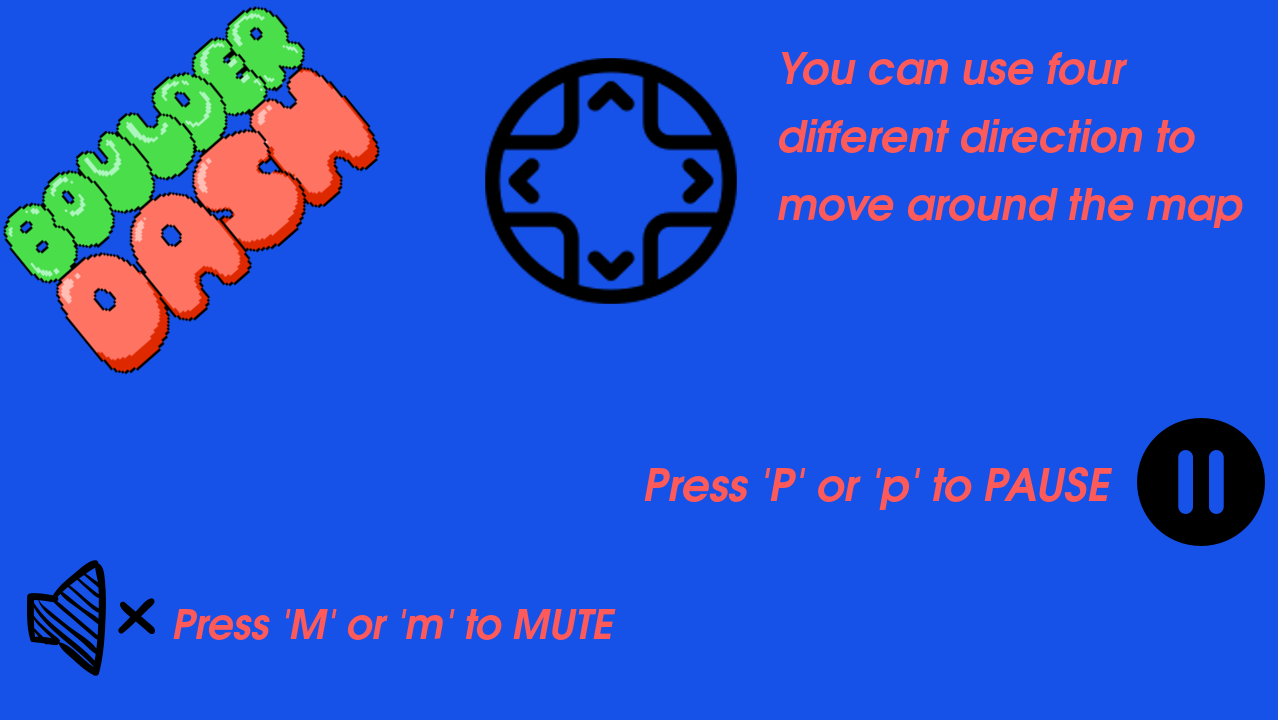 BOULDER
DASH
You can use four
different direction to
move around the map
Press 'P' or 'p' to PAUSE
Press 'M' or 'm' to MUTE